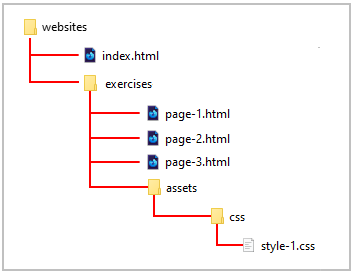 websites
index.html
exercises
page-1.html
page-2.html
page-3.html
assets
css
style-1.css